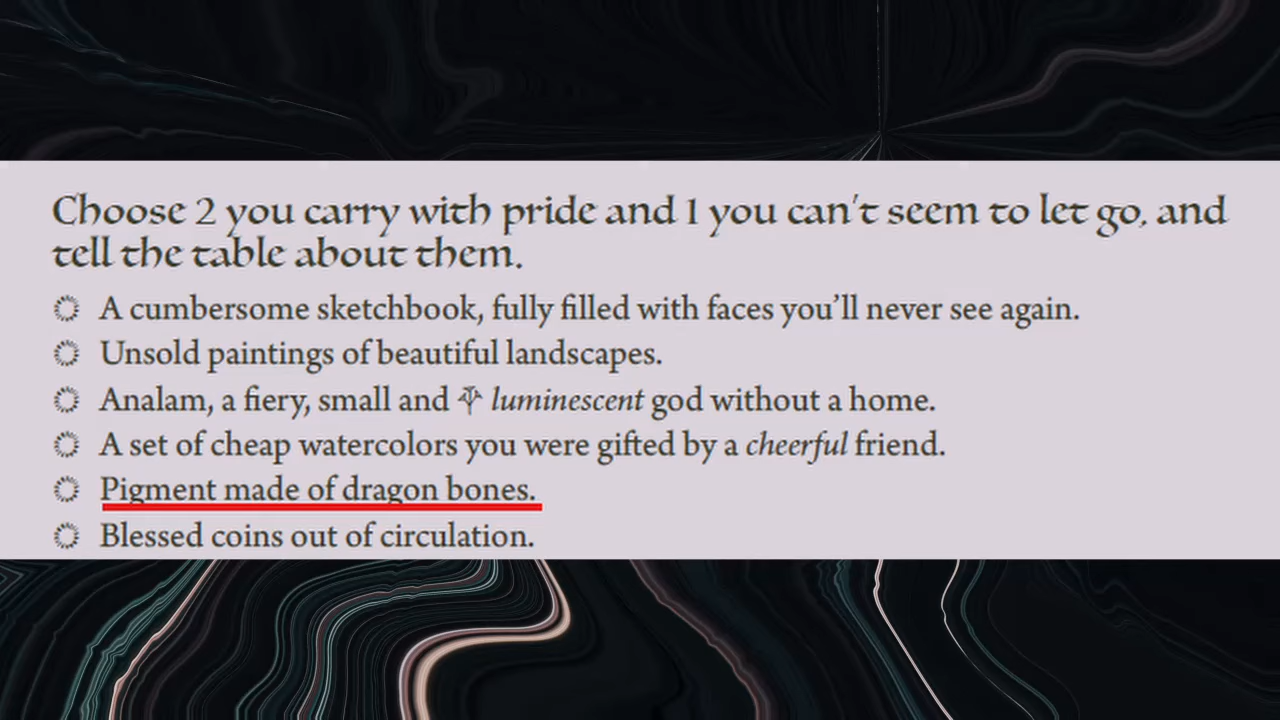 Choose 2 you carry with pride and 1 you can't seem to let go, and
tell the table about them.
A cumbersome sketchbook, fully filled with faces you’ll never see again.
Unsold paintings of beautiful landscapes.
Analam, a fiery, small and luminescent god without a home.
A set of cheap watercolors you were gifted by a cheerful friend.
Pigment made of dragon bones.
Blessed coins out of circulation.